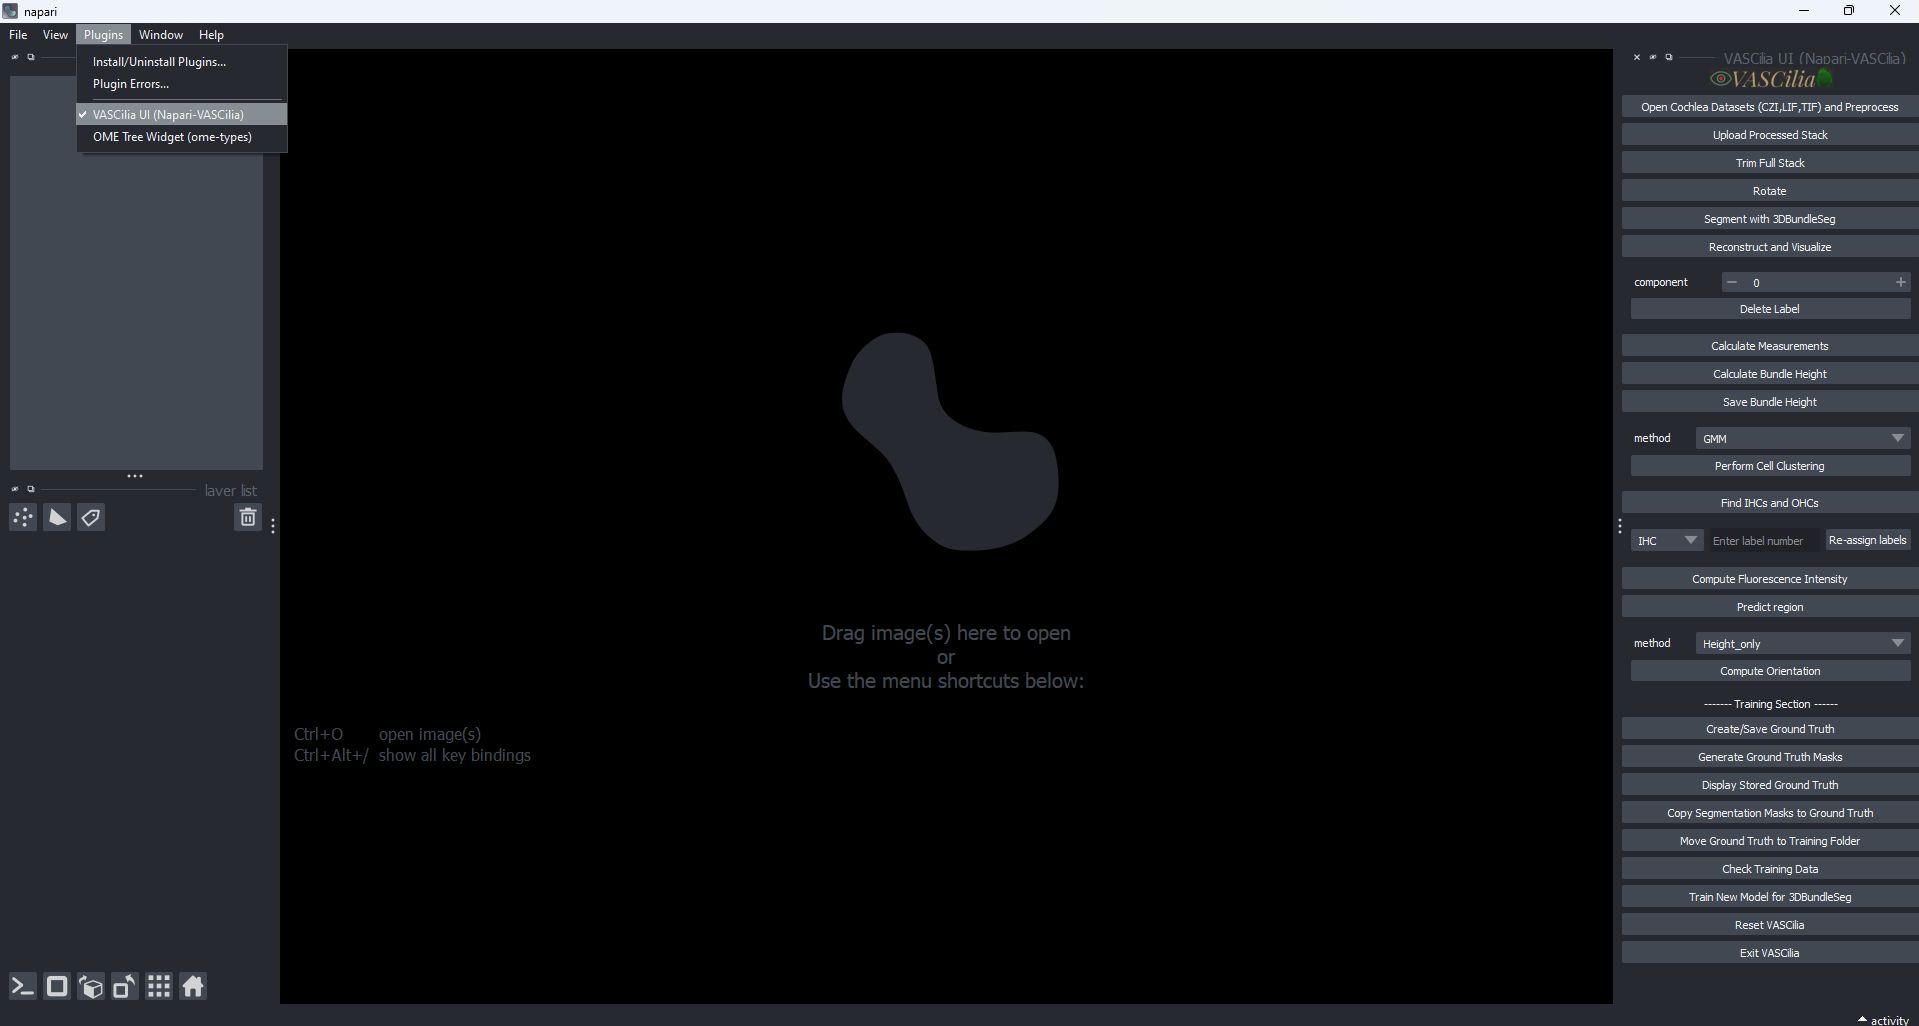 napari
File View Plugins Window Help
Install/Uninstall Plugins...
Plugin Errors...
VASCilia UI (Napari-VASCilia)
OME Tree Widget (ome-types)
layer list
Drag image(s) here to open
or
Use the menu shortcuts below:
Ctrl+O open image(s)
Ctrl+Alt+/ show all key bindings
VASCilia UI (Napari-VASCilia)
VASCilia
Open Cochlea Datasets (CZI,LIF,TIF) and Preprocess
Upload Processed Stack
Trim Full Stack
Rotate
Segment with 3DBundleSeg
Reconstruct and Visualize
component 0
Delete Label
Calculate Measurements
Calculate Bundle Height
Save Bundle Height
method GMM
Perform Cell Clustering
Find IHCs and OHCs
IHC Enter label number Re-assign labels
Compute Fluorescence Intensity
Predict region
method Height_only
Compute Orientation
------- Training Section ------
Create/Save Ground Truth
Generate Ground Truth Masks
Display Stored Ground Truth
Copy Segmentation Masks to Ground Truth
Move Ground Truth to Training Folder
Check Training Data
Train New Model for 3DBundleSeg
Reset VASCilia
Exit VASCilia
activity